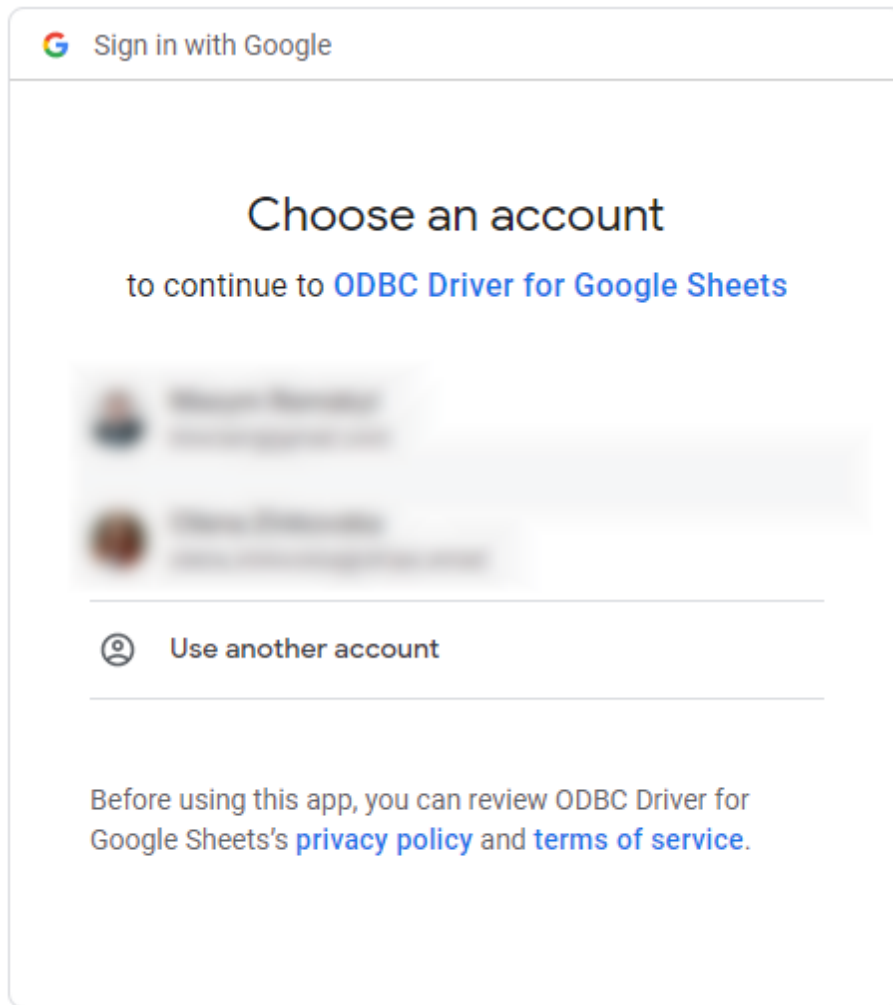 Sign in with Google
Choose an account
to continue to ODBC Driver for Google Sheets
Use another account
Before using this app, you can review ODBC Driver for
Google Sheets's privacy policy and terms of service.